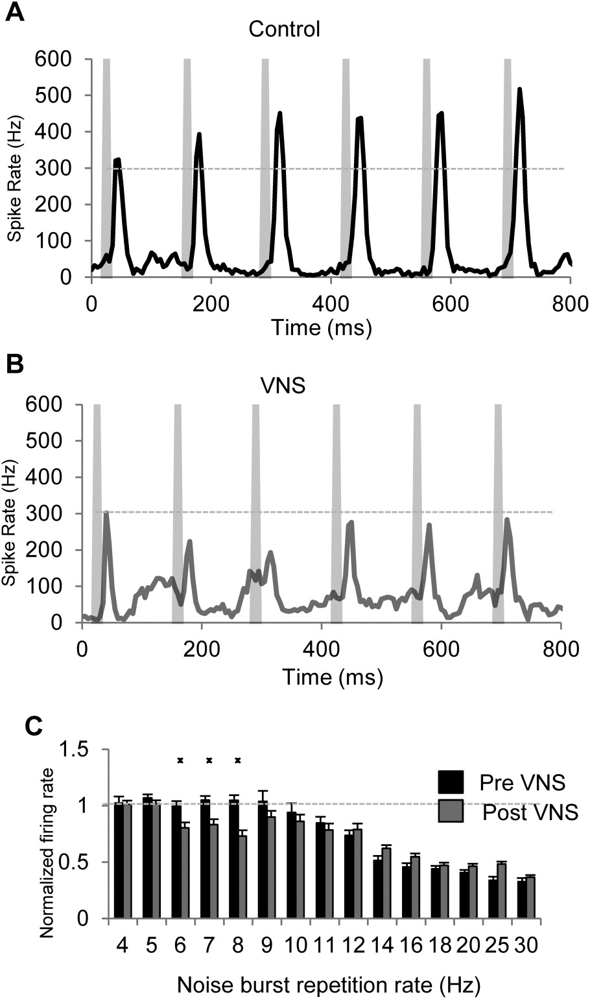 A
Control
600
500
400
300
200
100
0
Spike Rate (Hz)
0 200 400 600 800
Time (ms)
B
VNS
600
500
400
300
200
100
0
Spike Rate (Hz)
0 200 400 600 800
Time (ms)
C
1.5
1
0.5
0
Normalized firing rate
Pre VNS
Post VNS
4 5 6 7 8 9 10 11 12 14 16 18 20 25 30
Noise burst repetition rate (Hz)